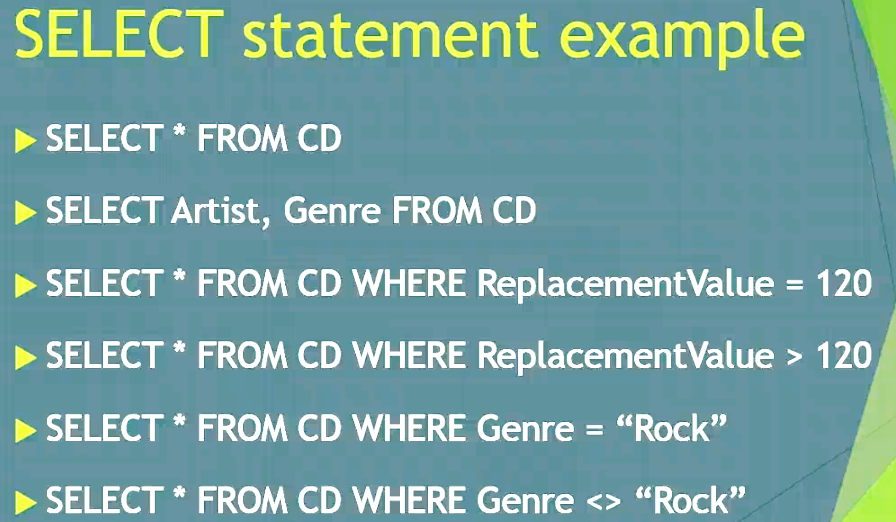 SELECT statement example
SELECT * FROM CD
SELECT Artist, Genre FROM CD
SELECT * FROM CD WHERE ReplacementValue = 120
SELECT * FROM CD WHERE ReplacementValue > 120
SELECT * FROM CD WHERE Genre = “Rock”
SELECT * FROM CD WHERE Genre <> “Rock”